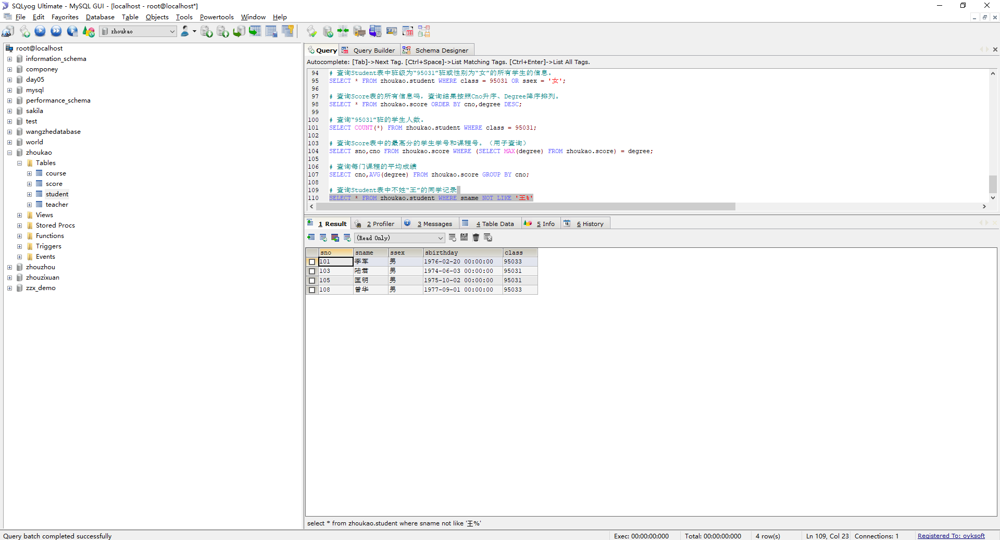 SQLyog Ultimate - MySQL GUI - [localhost - root@localhost*]
File Edit Favorites Database Table Objects Tools Powertools Window Help
zhoukao
root@localhost
information_schema
componey
day05
mysql
performance_schema
sakila
test
wangzhedatabase
world
zhoukao
Tables
course
score
student
teacher
Views
Stored Procs
Functions
Triggers
Events
zhouzhou
zhouzixuan
zzx_demo
Query Query Builder Schema Designer
Autocomplete: [Tab]->Next Tag. [Ctrl+Space]->List Matching Tags. [Ctrl+Enter]->List All Tags.
94 # 查询Student表中班级为“95031”班或性别为“女”的所有学生的信息。
95 SELECT * FROM zhoukao.student WHERE class = 95031 OR ssex = '女';
96
97 # 查询Score表的所有信息吗，查询结果按照Cno升序、Degree降序排列。
98 SELECT * FROM zhoukao.score ORDER BY cno,degree DESC;
99
100 # 查询“95031”班的学生人数。
101 SELECT COUNT(*) FROM zhoukao.student WHERE class = 95031;
102
103 # 查询Score表中的最高分的学生学号和课程号。（用子查询）
104 SELECT sno,cno FROM zhoukao.score WHERE (SELECT MAX(degree) FROM zhoukao.score) = degree;
105
106 # 查询每门课程的平均成绩
107 SELECT cno,AVG(degree) FROM zhoukao.score GROUP BY cno;
108
109 # 查询Student表中不姓“王”的同学记录
110 SELECT * FROM zhoukao.student WHERE sname NOT LIKE '王%'
1 Result 2 Profiler 3 Messages 4 Table Data 5 Info 6 History
(Read Only)
sno sname ssex sbirthday class
101 李军 男 1976-02-20 00:00:00 95033
103 陆君 男 1974-06-03 00:00:00 95031
105 匡明 男 1975-10-02 00:00:00 95031
108 曾华 男 1977-09-01 00:00:00 95033
select * from zhoukao.student where sname not like '王%'
Query batch completed successfully Exec: 00:00:00:000 Total: 00:00:00:000 4 row(s) Ln 109, Col 23 Connections: 1 Registered To: ovksoft